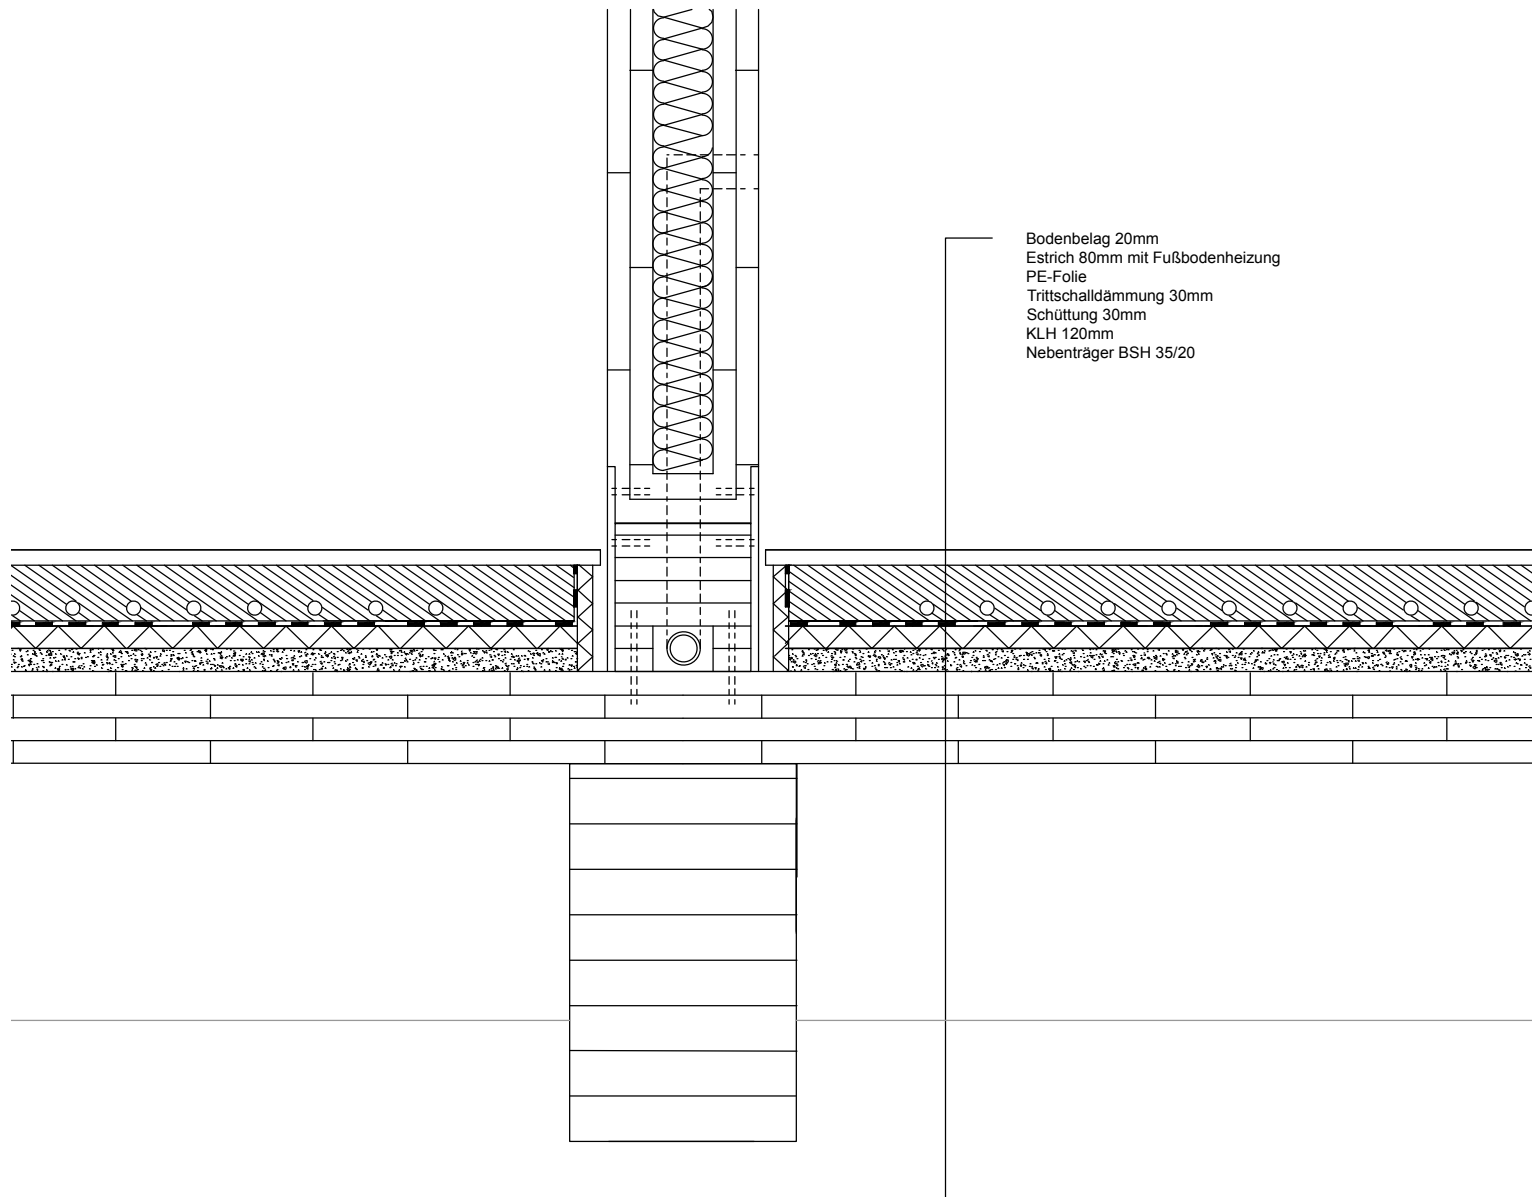 Bodenbelag 20mm
Estrich 80mm mit Fußbodenheizung
PE-Folie
Trittschalldämmung 30mm
Schüttung 30mm
KLH 120mm
Nebenträger BSH 35/20